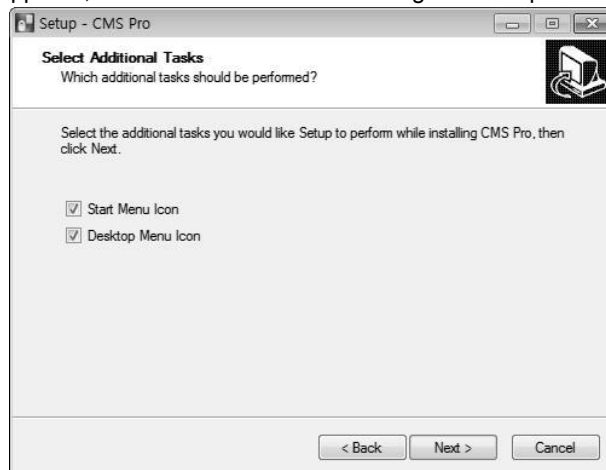 Setup - CMS Pro
Select Additional Tasks
Which additional tasks should be performed?
Select the additional tasks you would like Setup to perform while installing CMS Pro, then
click Next.
Start Menu Icon
Desktop Menu Icon
< Back Next > Cancel